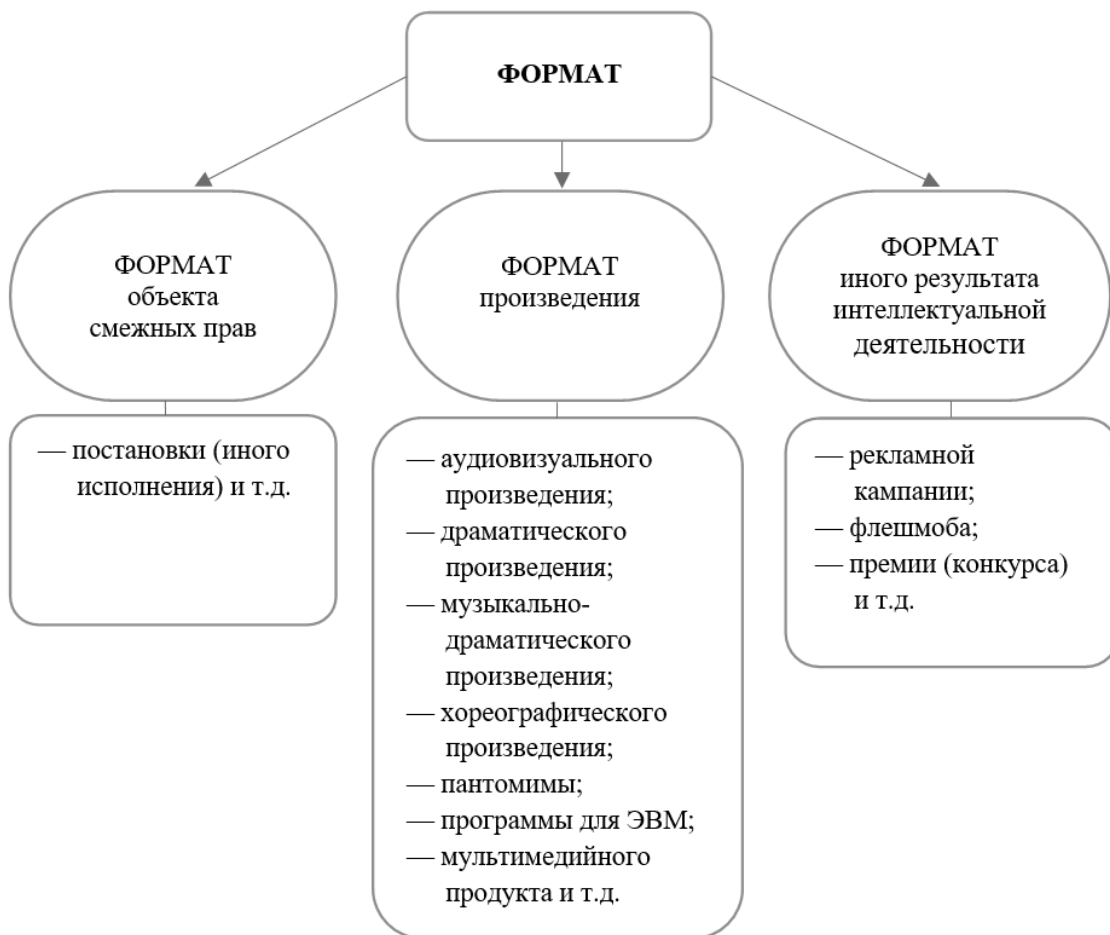 ФОРМАТ
ФОРМАТ
объекта
смежных прав
ФОРМАТ
произведения
ФОРМАТ
иного результата
интеллектуальной
деятельности
— постановки (иного
исполнения) и т.д.
— аудиовизуального
произведения;
— драматического
произведения;
— музыкально-
драматического
произведения;
— хореографического
произведения;
— пантомимы;
— программы для ЭВМ;
— мультимедийного
продукта и т.д.
— рекламной
кампании;
— флешмоба;
— премии (конкурса)
и т.д.